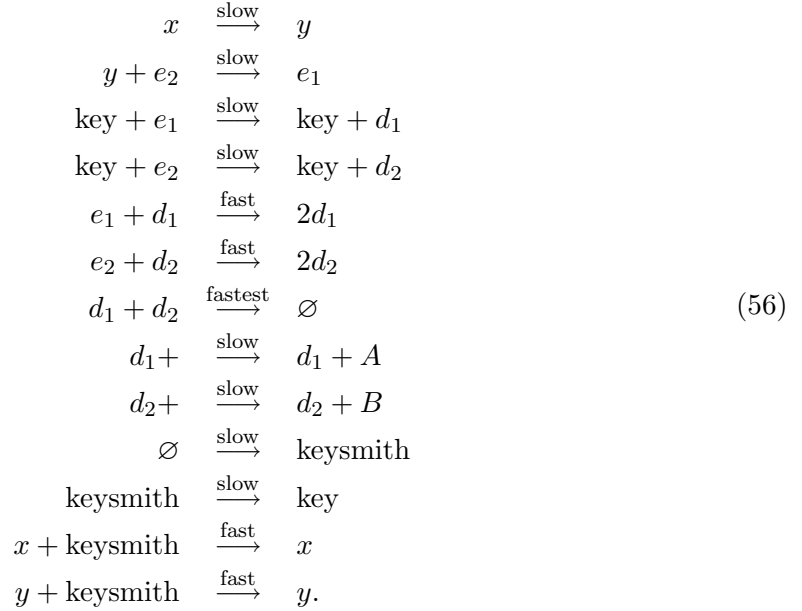 x slow⟶ y
y + e₂ slow⟶ e₁
key + e₁ slow⟶ key + d₁
key + e₂ slow⟶ key + d₂
e₁ + d₁ fast⟶ 2d₁
e₂ + d₂ fast⟶ 2d₂
d₁ + d₂ fastest⟶ ∅ (56)
d₁+ slow⟶ d₁ + A
d₂+ slow⟶ d₂ + B
∅ slow⟶ keysmith
keysmith slow⟶ key
x + keysmith fast⟶ x
y + keysmith fast⟶ y.